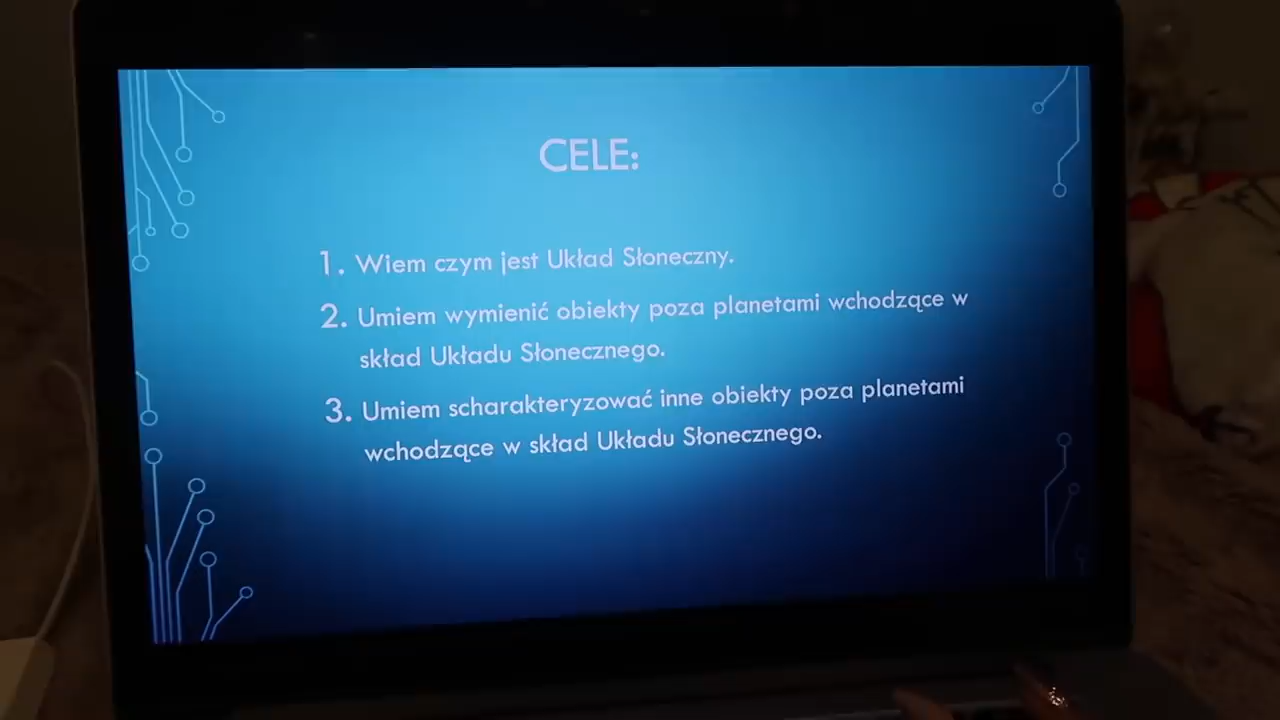 CELE:
1. Wiem czym jest Układ Słoneczny.
2. Umiem wymienić obiekty poza planetami wchodzące w
skład Układu Słonecznego.
3. Umiem scharakteryzować inne obiekty poza planetami
wchodzące w skład Układu Słonecznego.